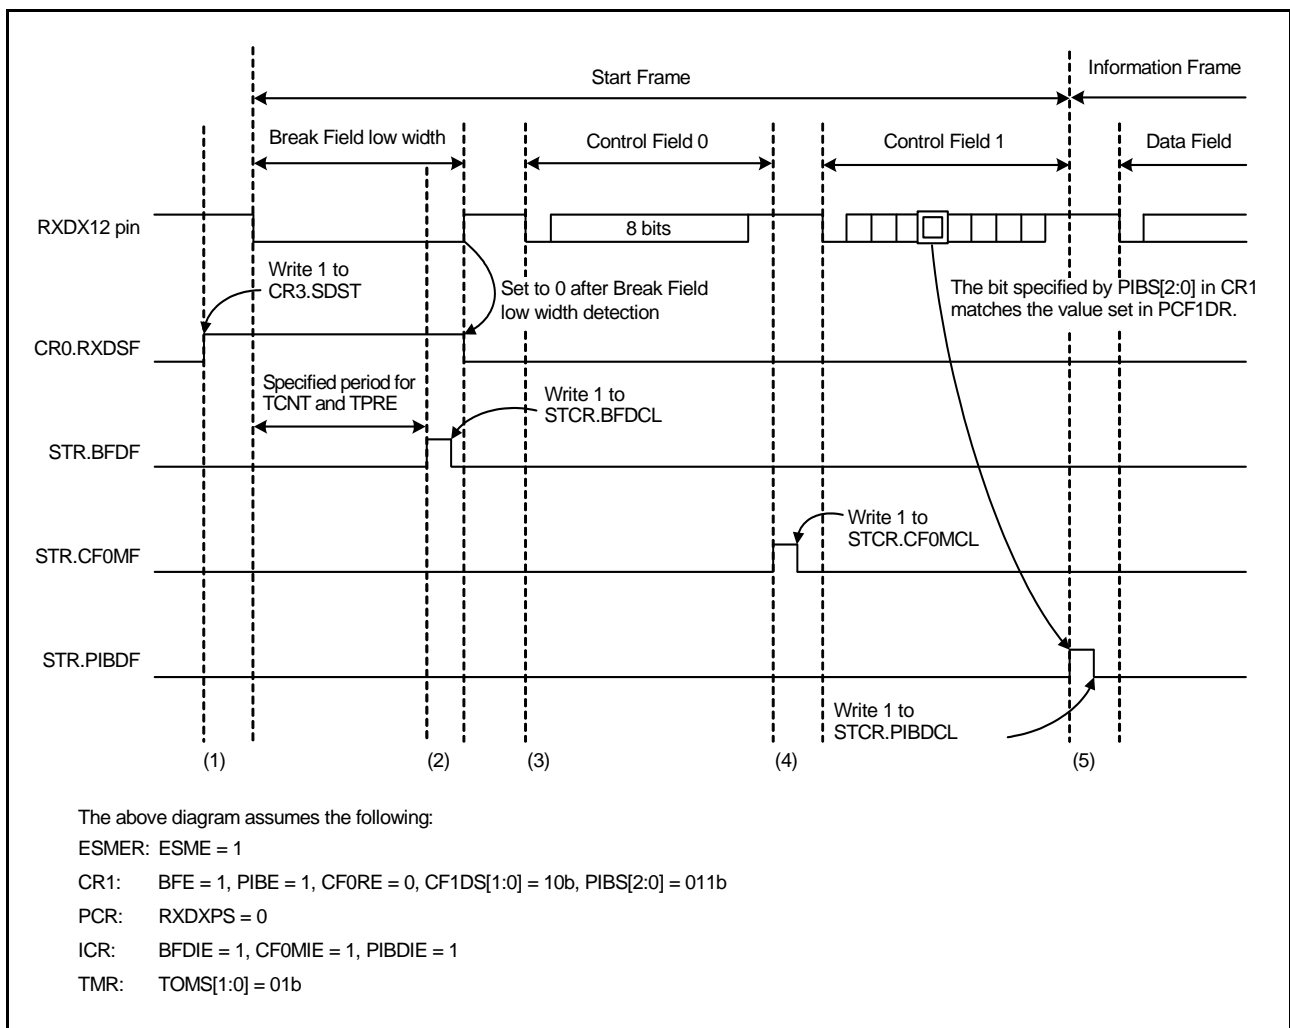 Start Frame
Information Frame
Break Field low width
Control Field 0
Control Field 1
Data Field
RXDX12 pin
8 bits
Write 1 to
CR3.SDST
Set to 0 after Break Field
low width detection
The bit specified by PIBS[2:0] in CR1
matches the value set in PCF1DR.
CR0.RXDSF
Specified period for
TCNT and TPRE
Write 1 to
STCR.BFDCL
STR.BFDF
Write 1 to
STCR.CF0MCL
STR.CF0MF
STR.PIBDF
Write 1 to
STCR.PIBDCL
(1)
(2)
(3)
(4)
(5)
The above diagram assumes the following:
ESMER: ESME = 1
CR1: BFE = 1, PIBE = 1, CF0RE = 0, CF1DS[1:0] = 10b, PIBS[2:0] = 011b
PCR: RXDXPS = 0
ICR: BFDIE = 1, CF0MIE = 1, PIBDIE = 1
TMR: TOMS[1:0] = 01b